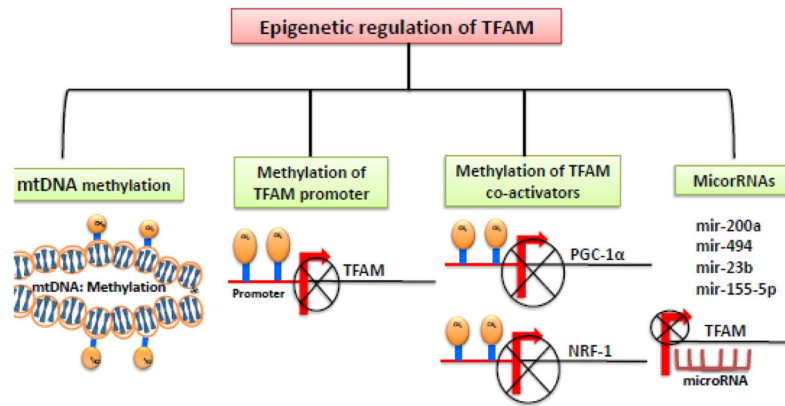 Epigenetic regulation of TFAM
mtDNA methylation
Methylation of
TFAM promoter
Methylation of TFAM
co-activators
MicorRNAs
mtDNA: Methylation
Promoter
TFAM
PGC-1α
NRF-1
mir-200a
mir-494
mir-23b
mir-155-5p
TFAM
microRNA